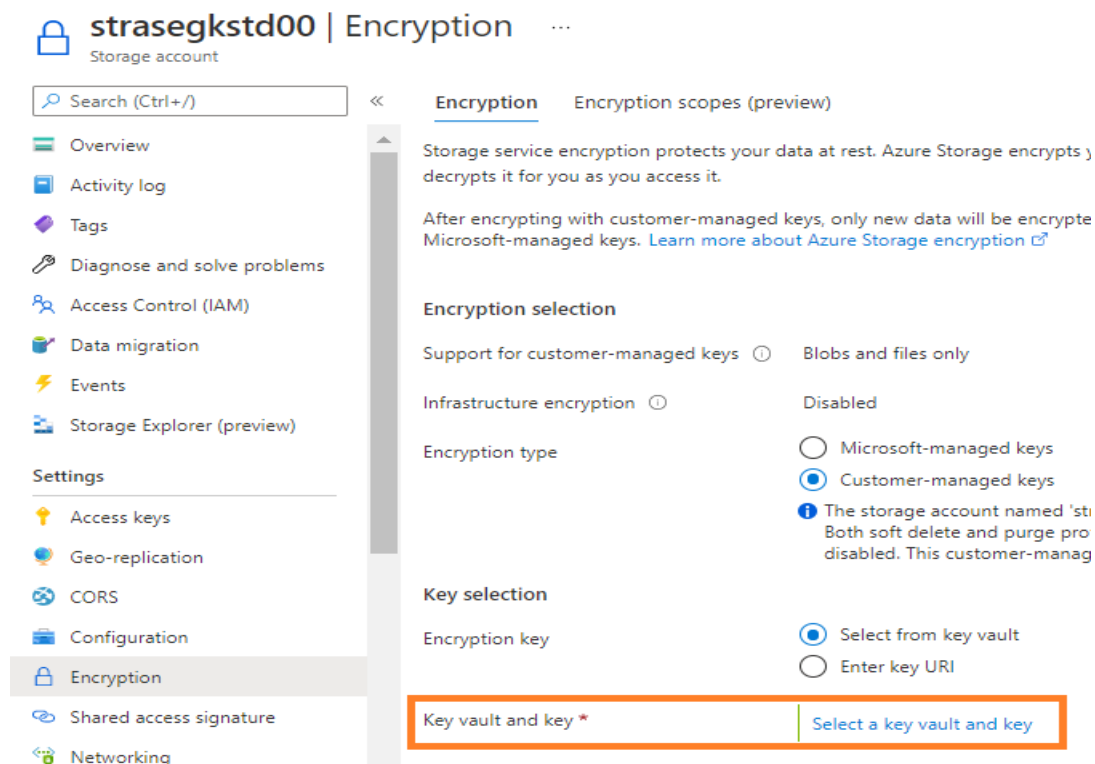 strasegkstd00 | Encryption ...
Storage account
Search (Ctrl+/)
Overview
Activity log
Tags
Diagnose and solve problems
Access Control (IAM)
Data migration
Events
Storage Explorer (preview)
Settings
Access keys
Geo-replication
CORS
Configuration
Encryption
Shared access signature
Networking
Encryption Encryption scopes (preview)
Storage service encryption protects your data at rest. Azure Storage encrypts
decrypts it for you as you access it.
After encrypting with customer-managed keys, only new data will be encrypte
Microsoft-managed keys. Learn more about Azure Storage encryption
Encryption selection
Support for customer-managed keys Blobs and files only
Infrastructure encryption Disabled
Encryption type
Microsoft-managed keys
Customer-managed keys
The storage account named 'str
Both soft delete and purge pro
disabled. This customer-manag
Key selection
Encryption key
Select from key vault
Enter key URI
Key vault and key * Select a key vault and key